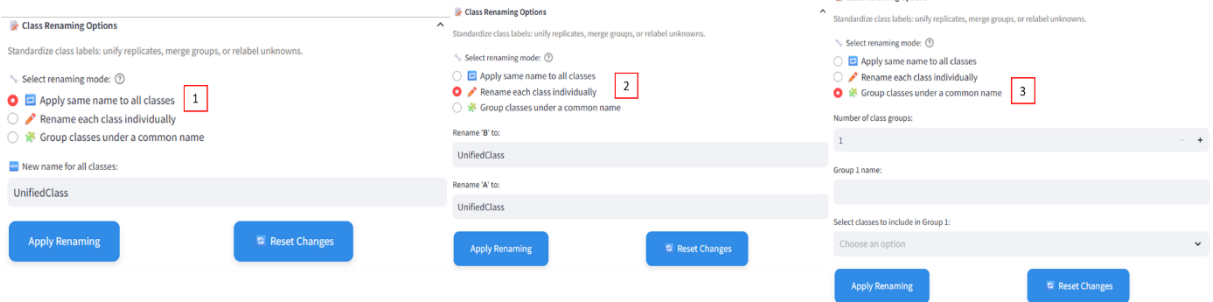 Class Renaming Options
Standardize class labels: unify replicates, merge groups, or relabel unknowns.
Select renaming mode:
Apply same name to all classes
1
Rename each class individually
Group classes under a common name
New name for all classes:
UnifiedClass
Apply Renaming
Reset Changes
Class Renaming Options
Standardize class labels: unify replicates, merge groups, or relabel unknowns.
Select renaming mode:
Apply same name to all classes
Rename each class individually
2
Group classes under a common name
Rename 'B' to:
UnifiedClass
Rename 'A' to:
UnifiedClass
Apply Renaming
Reset Changes
Standardize class labels: unify replicates, merge groups, or relabel unknowns.
Select renaming mode:
Apply same name to all classes
Rename each class individually
Group classes under a common name
3
Number of class groups:
1
Group 1 name:
Select classes to include in Group 1:
Choose an option
Apply Renaming
Reset Changes